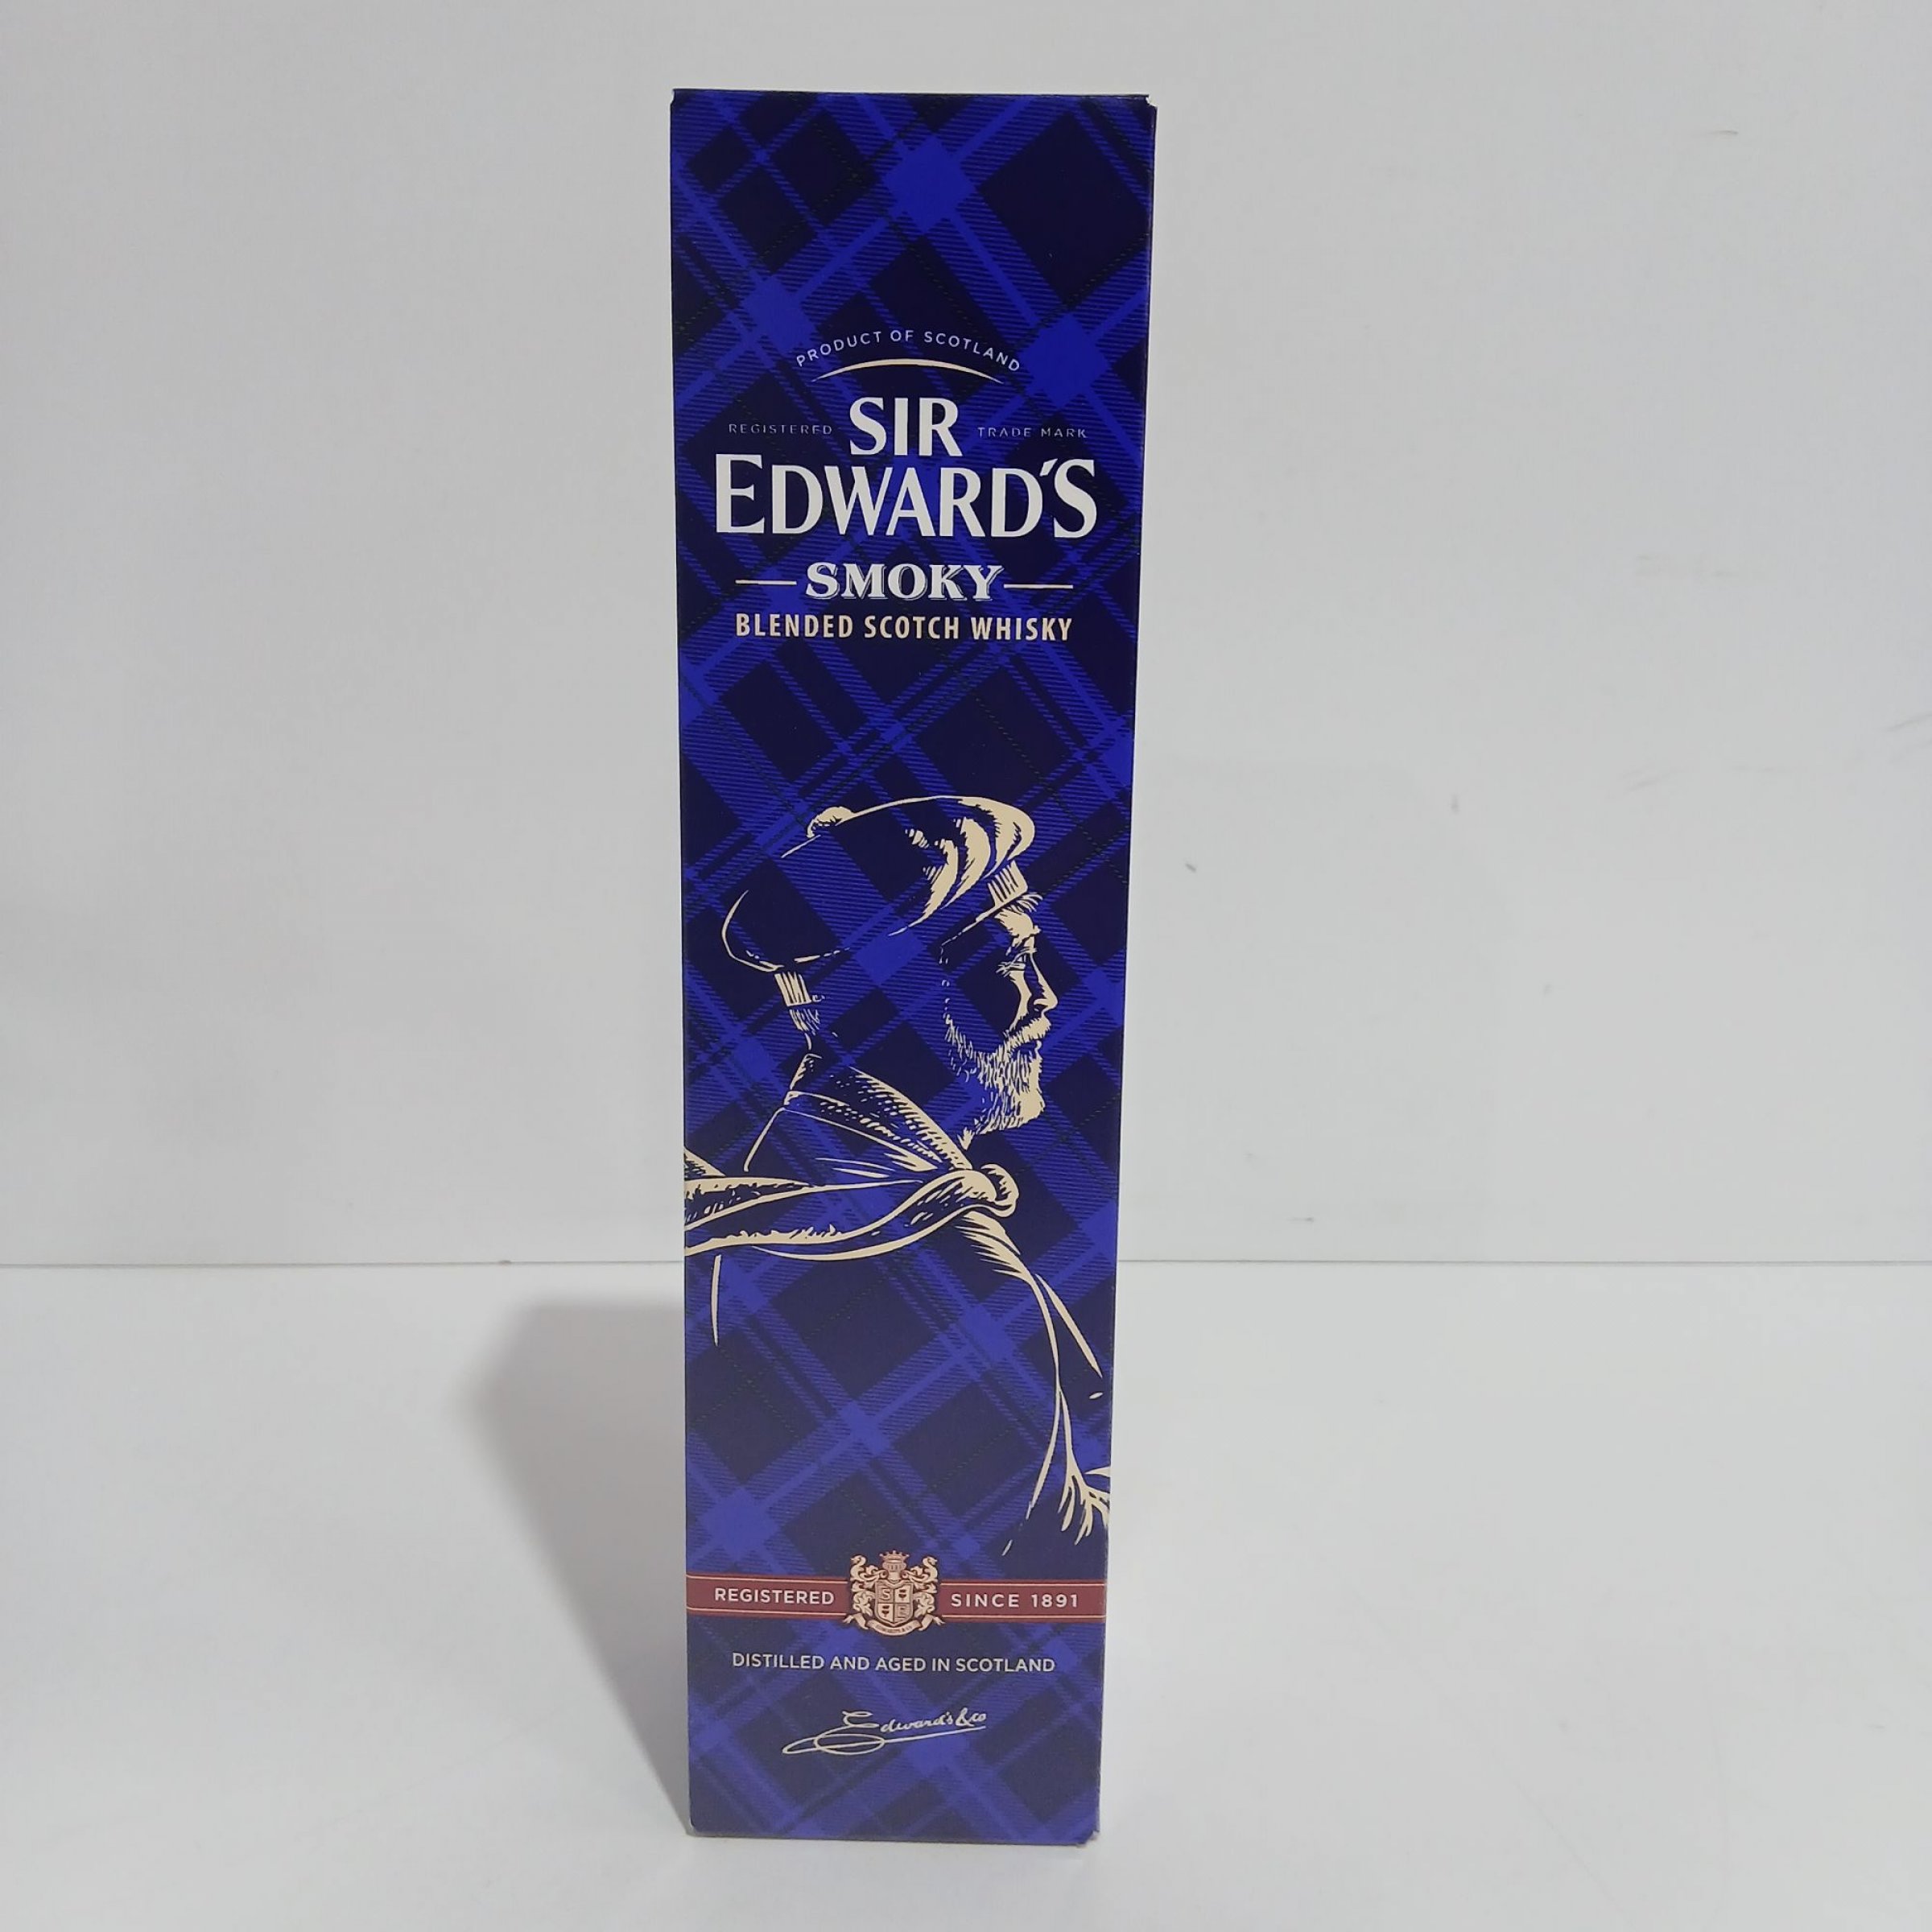 PRODUCT OF SCOTLAND
REGISTERED SIR TRADE MARK
EDWARD'S
SMOKY
BLENDED SCOTCH WHISKY
REGISTERED SINCE 1891
DISTILLED AND AGED IN SCOTLAND
Edward's & Co